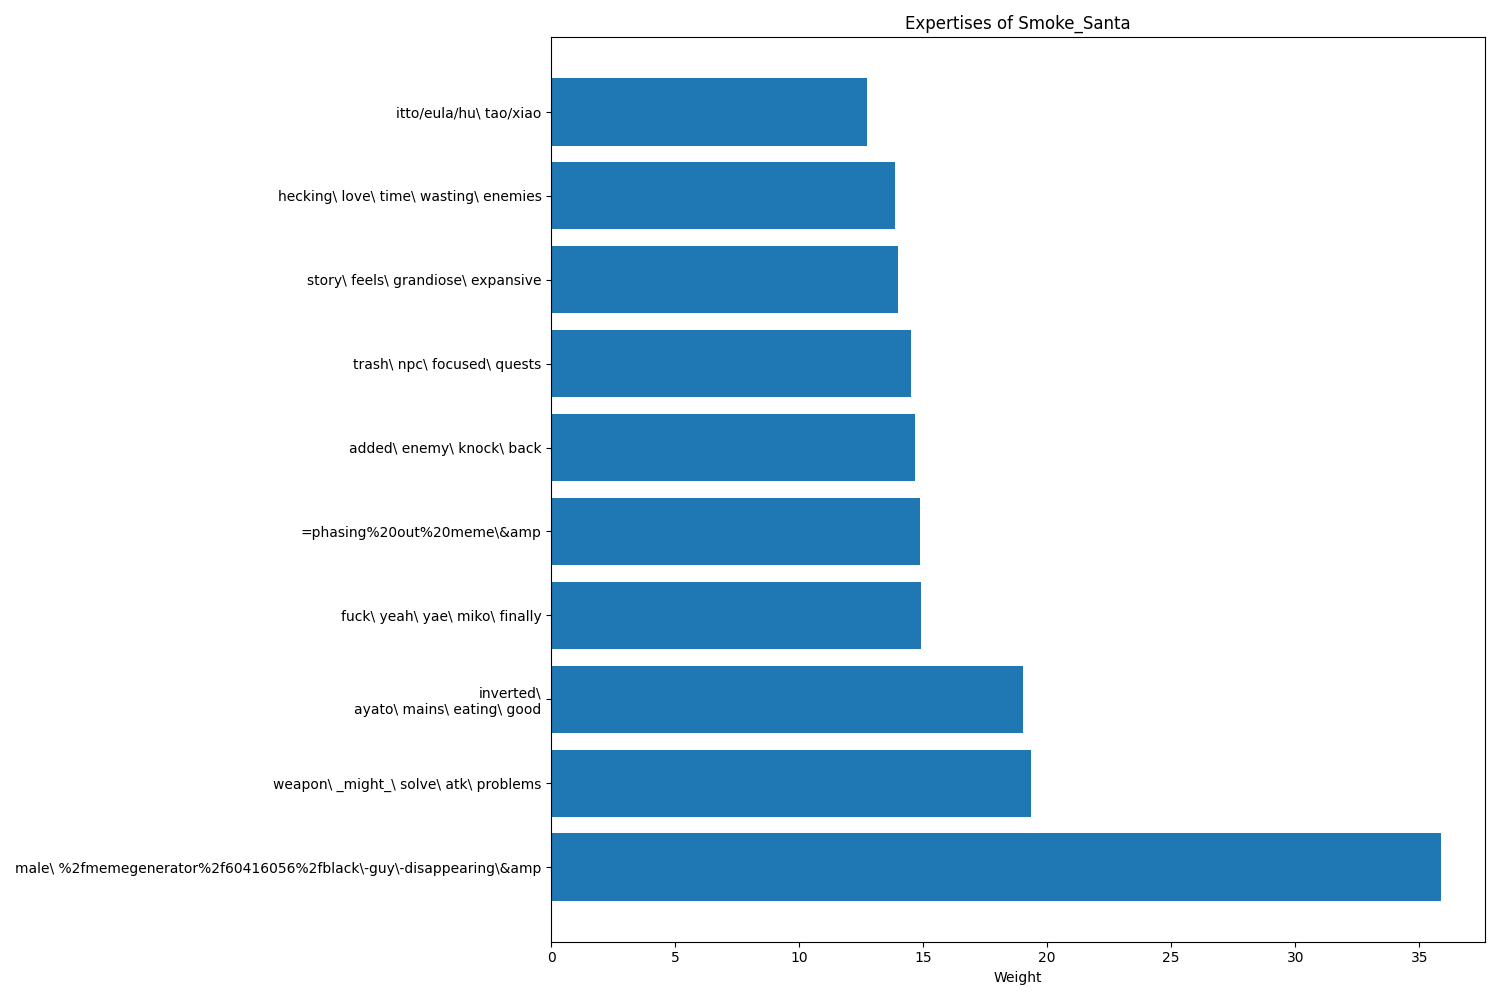 Expertises of Smoke_Santa
itto/eula/hu\ tao/xiao
hecking\ love\ time\ wasting\ enemies
story\ feels\ grandiose\ expansive
trash\ npc\ focused\ quests
added\ enemy\ knock\ back
=phasing%20out%20meme\&amp
fuck\ yeah\ yae\ miko\ finally
inverted\
ayato\ mains\ eating\ good
weapon\ _might_\ solve\ atk\ problems
male\ %2fmemegenerator%2f60416056%2fblack\-guy\-disappearing\&amp
0 5 10 15 20 25 30 35
Weight